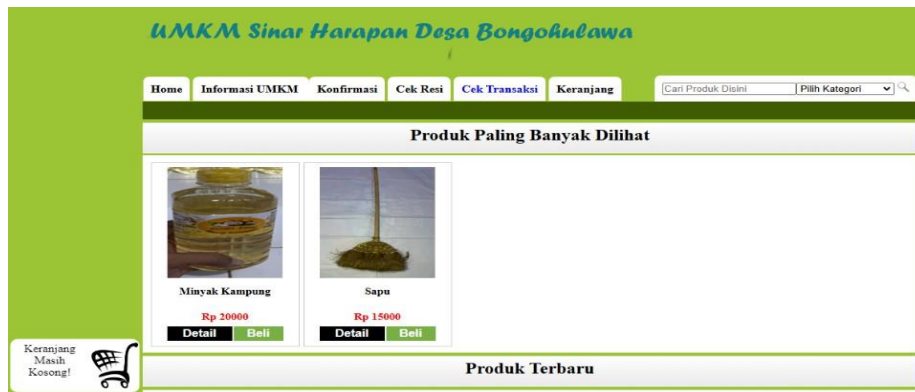 UMKM Sinar Harapan Desa Bongohulawa
Home Informasi UMKM Konfirmasi Cek Resi Cek Transaksi Keranjang Cari Produk Disini Pilih Kategori
Produk Paling Banyak Dilihat
Minyak Kampung Sapu
Rp 20000 Rp 15000
Detail Beli Detail Beli
Keranjang
Masih
Kosong!
Produk Terbaru